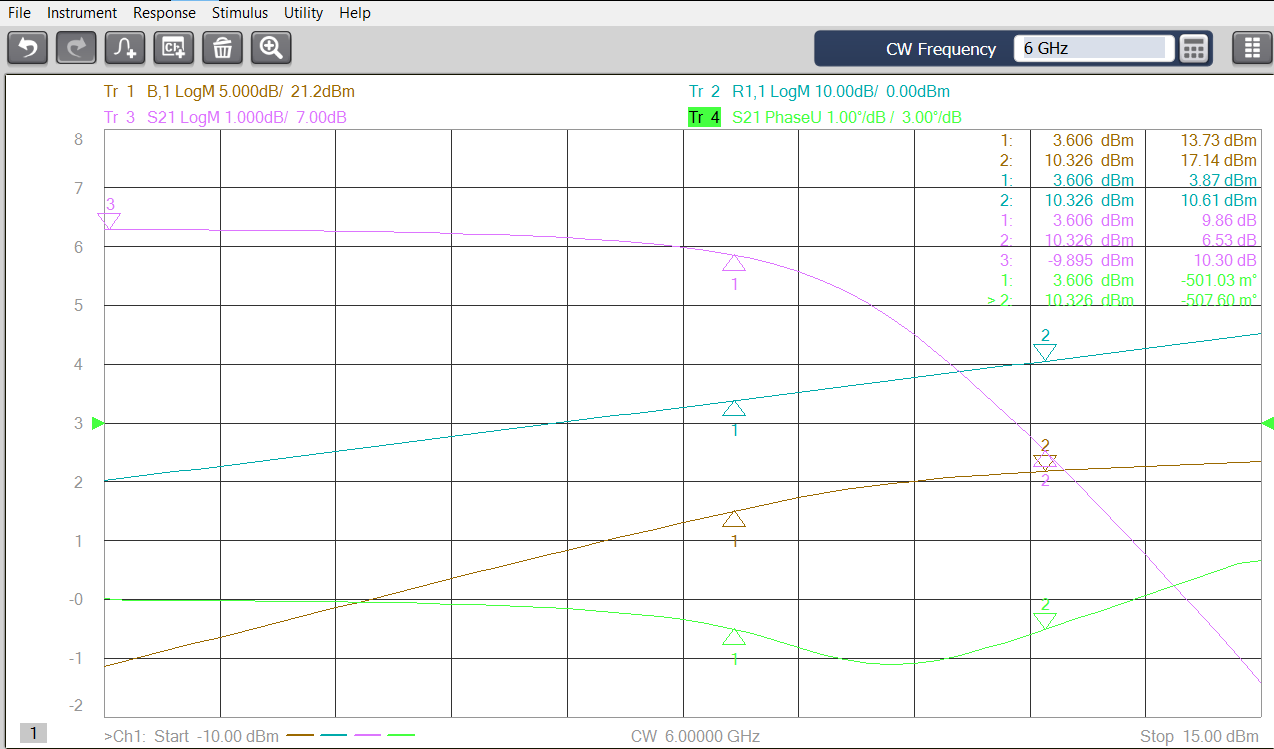 File Instrument Response Stimulus Utility Help
CH
CW Frequency 6 GHz
Tr 1 B,1 LogM 5.000dB/ 21.2dBm
Tr 2 R1,1 LogM 10.00dB/ 0.00dBm
Tr 3 S21 LogM 1.000dB/ 7.00dB
Tr 4 S21 PhaseU 1.00°/dB / 3.00°/dB
8
7
6
5
4
3
2
1
-0
-1
-2
1: 3.606 dBm 13.73 dBm
2: 10.326 dBm 17.14 dBm
1: 3.606 dBm 3.87 dBm
2: 10.326 dBm 10.61 dBm
1: 3.606 dBm 9.86 dB
2: 10.326 dBm 6.53 dB
3: -9.895 dBm 10.30 dB
1: 3.606 dBm -501.03 m°
>2: 10.326 dBm -507.60 m°
3
1
2
1
2
2
1
2
1
1
>Ch1: Start -10.00 dBm
CW 6.00000 GHz
Stop 15.00 dBm